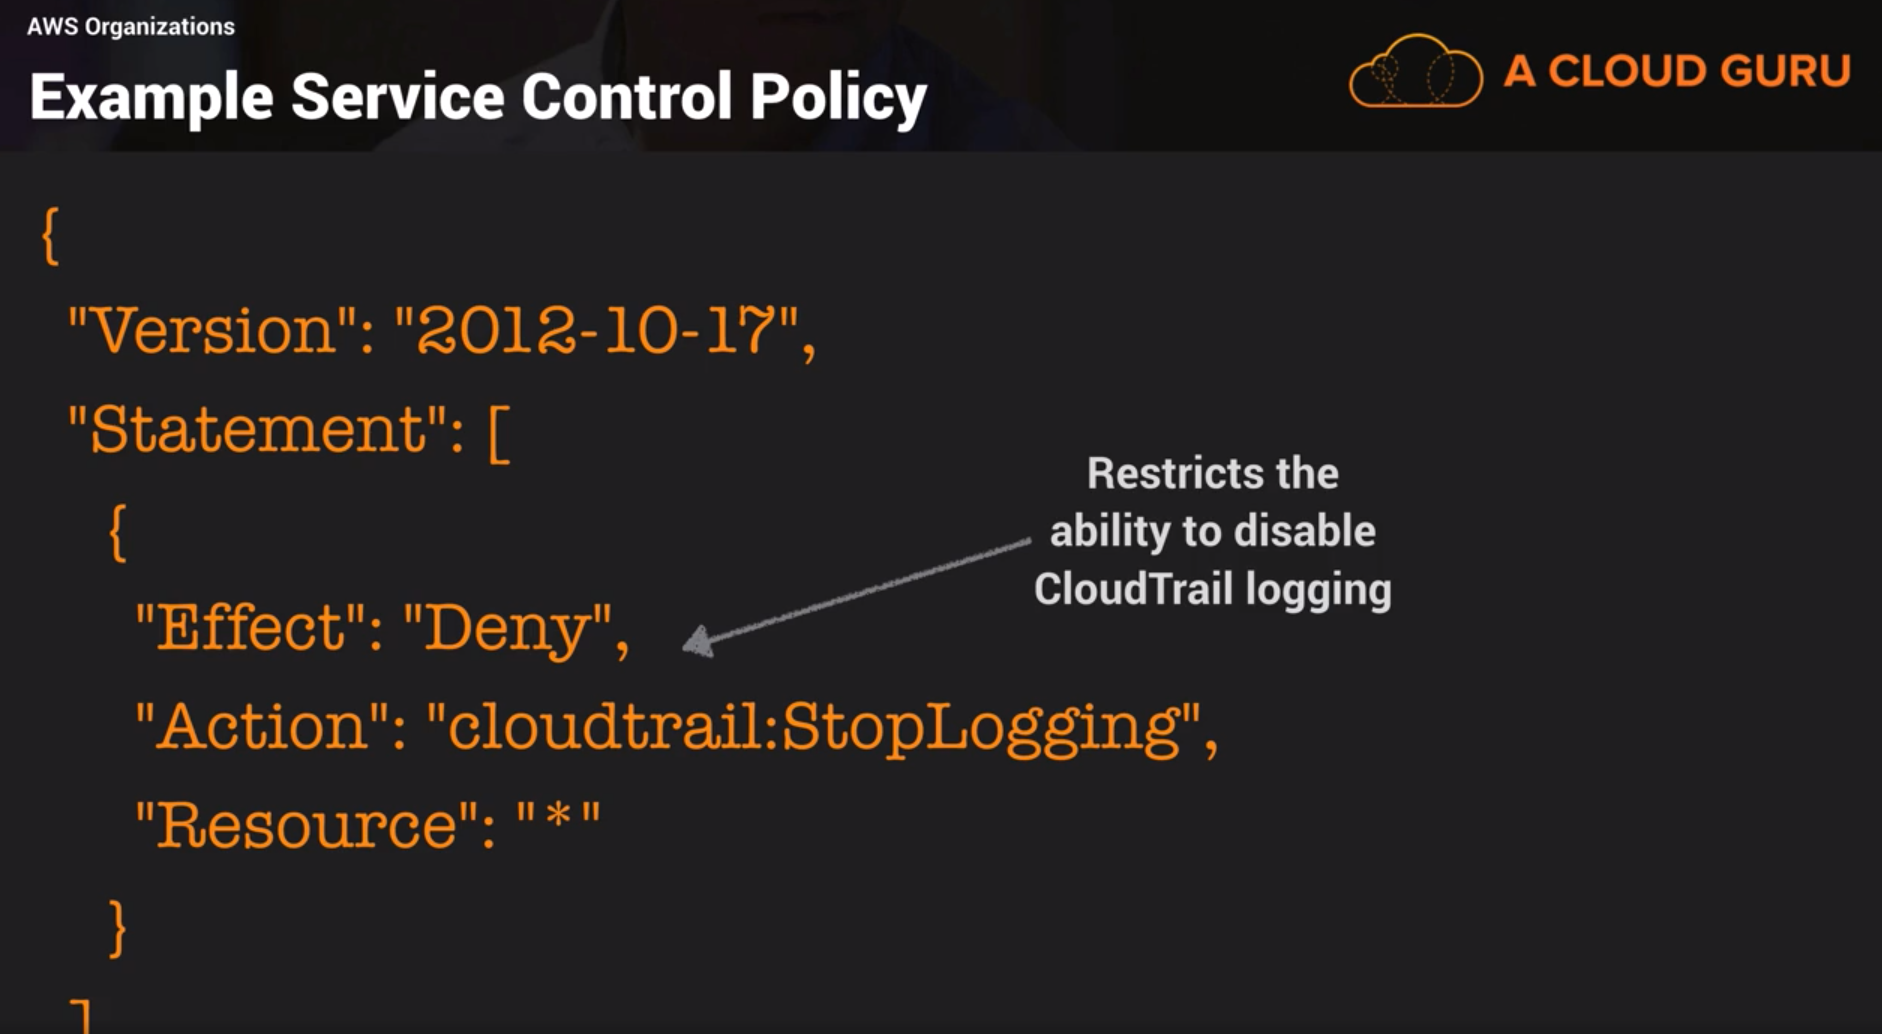 AWS Organizations
Example Service Control Policy
A CLOUD GURU
{
"Version": "2012-10-17",
"Statement": [
{
"Effect": "Deny",
"Action": "cloudtrail:StopLogging",
"Resource": "*"
}
]
Restricts the
ability to disable
CloudTrail logging